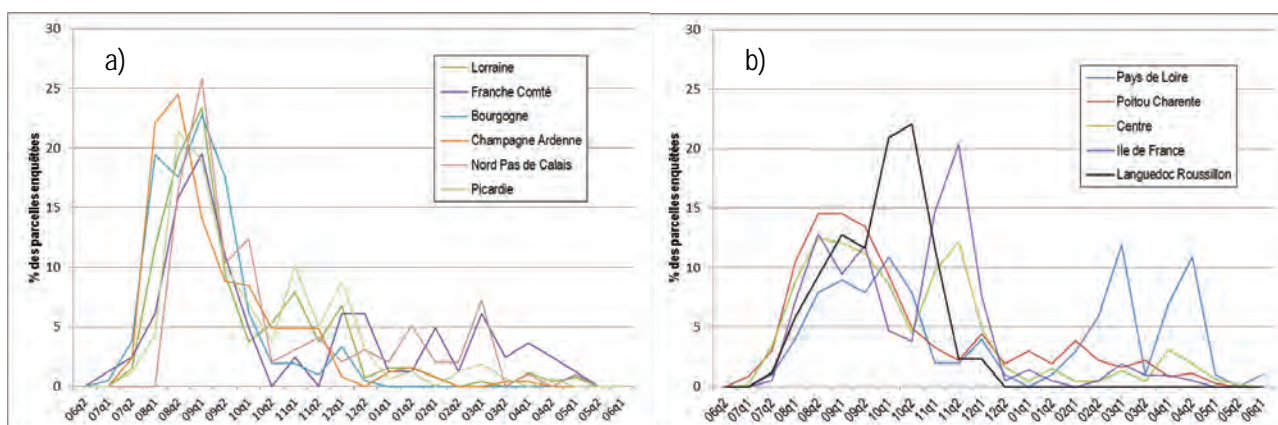 a)
% des parcelles enquêtées
30
25
20
15
10
5
0
Lorraine
Franche Comté
Bourgogne
Champagne Ardenne
Nord Pas de Calais
Picardie
06q2 07q1 07q2 08q1 08q2 09q1 09q2 10q1 10q2 11q1 11q2 12q1 12q2 01q1 01q2 02q1 02q2 03q1 03q2 04q1 04q2 05q1 05q2 06q1
b)
% des parcelles enquêtées
30
25
20
15
10
5
0
Pays de Loire
Poitou Charente
Centre
Ile de France
Languedoc Roussillon
06q2 07q1 07q2 08q1 08q2 09q1 09q2 10q1 10q2 11q1 11q2 12q1 12q2 01q1 01q2 02q1 02q2 03q1 03q2 04q1 04q2 05q1 05q2 06q1